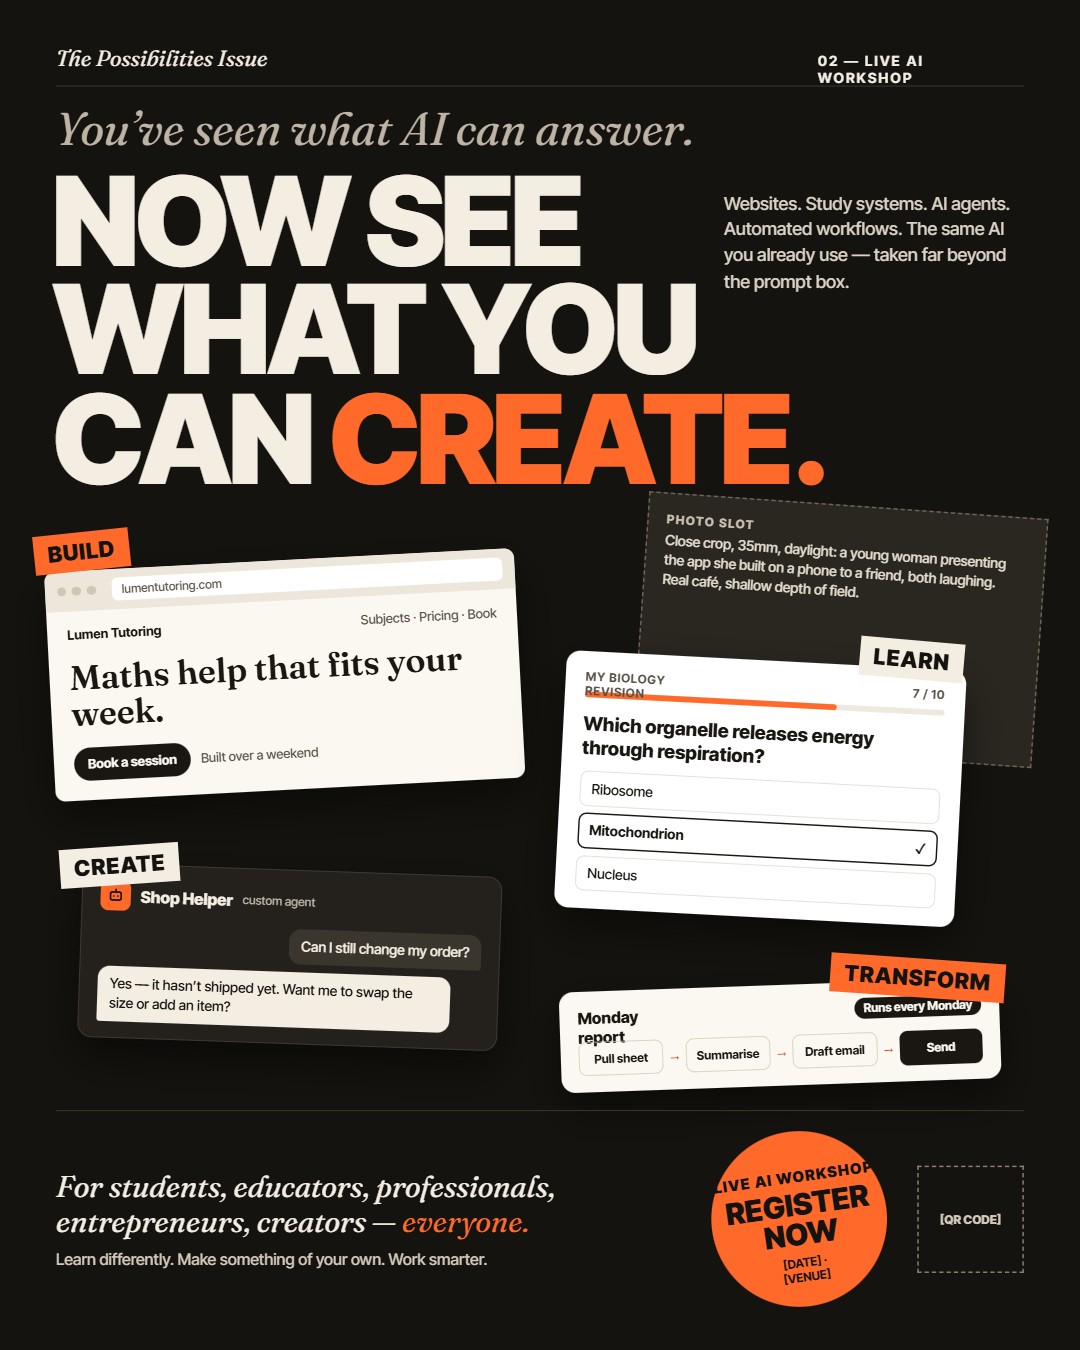 The Possibilities Issue
02 — LIVE AI
WORKSHOP
You’ve seen what AI can answer.
NOW SEE
WHAT YOU
CAN CREATE.
Websites. Study systems. AI agents.
Automated workflows. The same AI
you already use — taken far beyond
the prompt box.
PHOTO SLOT
Close crop, 35mm, daylight: a young woman presenting
the app she built on a phone to a friend, both laughing.
Real café, shallow depth of field.
BUILD
lumentutoring.com
Lumen Tutoring
Subjects · Pricing · Book
Maths help that fits your
week.
Book a session
Built over a weekend
LEARN
MY BIOLOGY
REVISION
7 / 10
Which organelle releases energy
through respiration?
Ribosome
Mitochondrion ✓
Nucleus
CREATE
Shop Helper custom agent
Can I still change my order?
Yes — it hasn’t shipped yet. Want me to swap the
size or add an item?
TRANSFORM
Monday
report
Runs every Monday
Pull sheet → Summarise → Draft email → Send
For students, educators, professionals,
entrepreneurs, creators — everyone.
Learn differently. Make something of your own. Work smarter.
LIVE AI WORKSHOP
REGISTER
NOW
[DATE] ·
[VENUE]
[QR CODE]